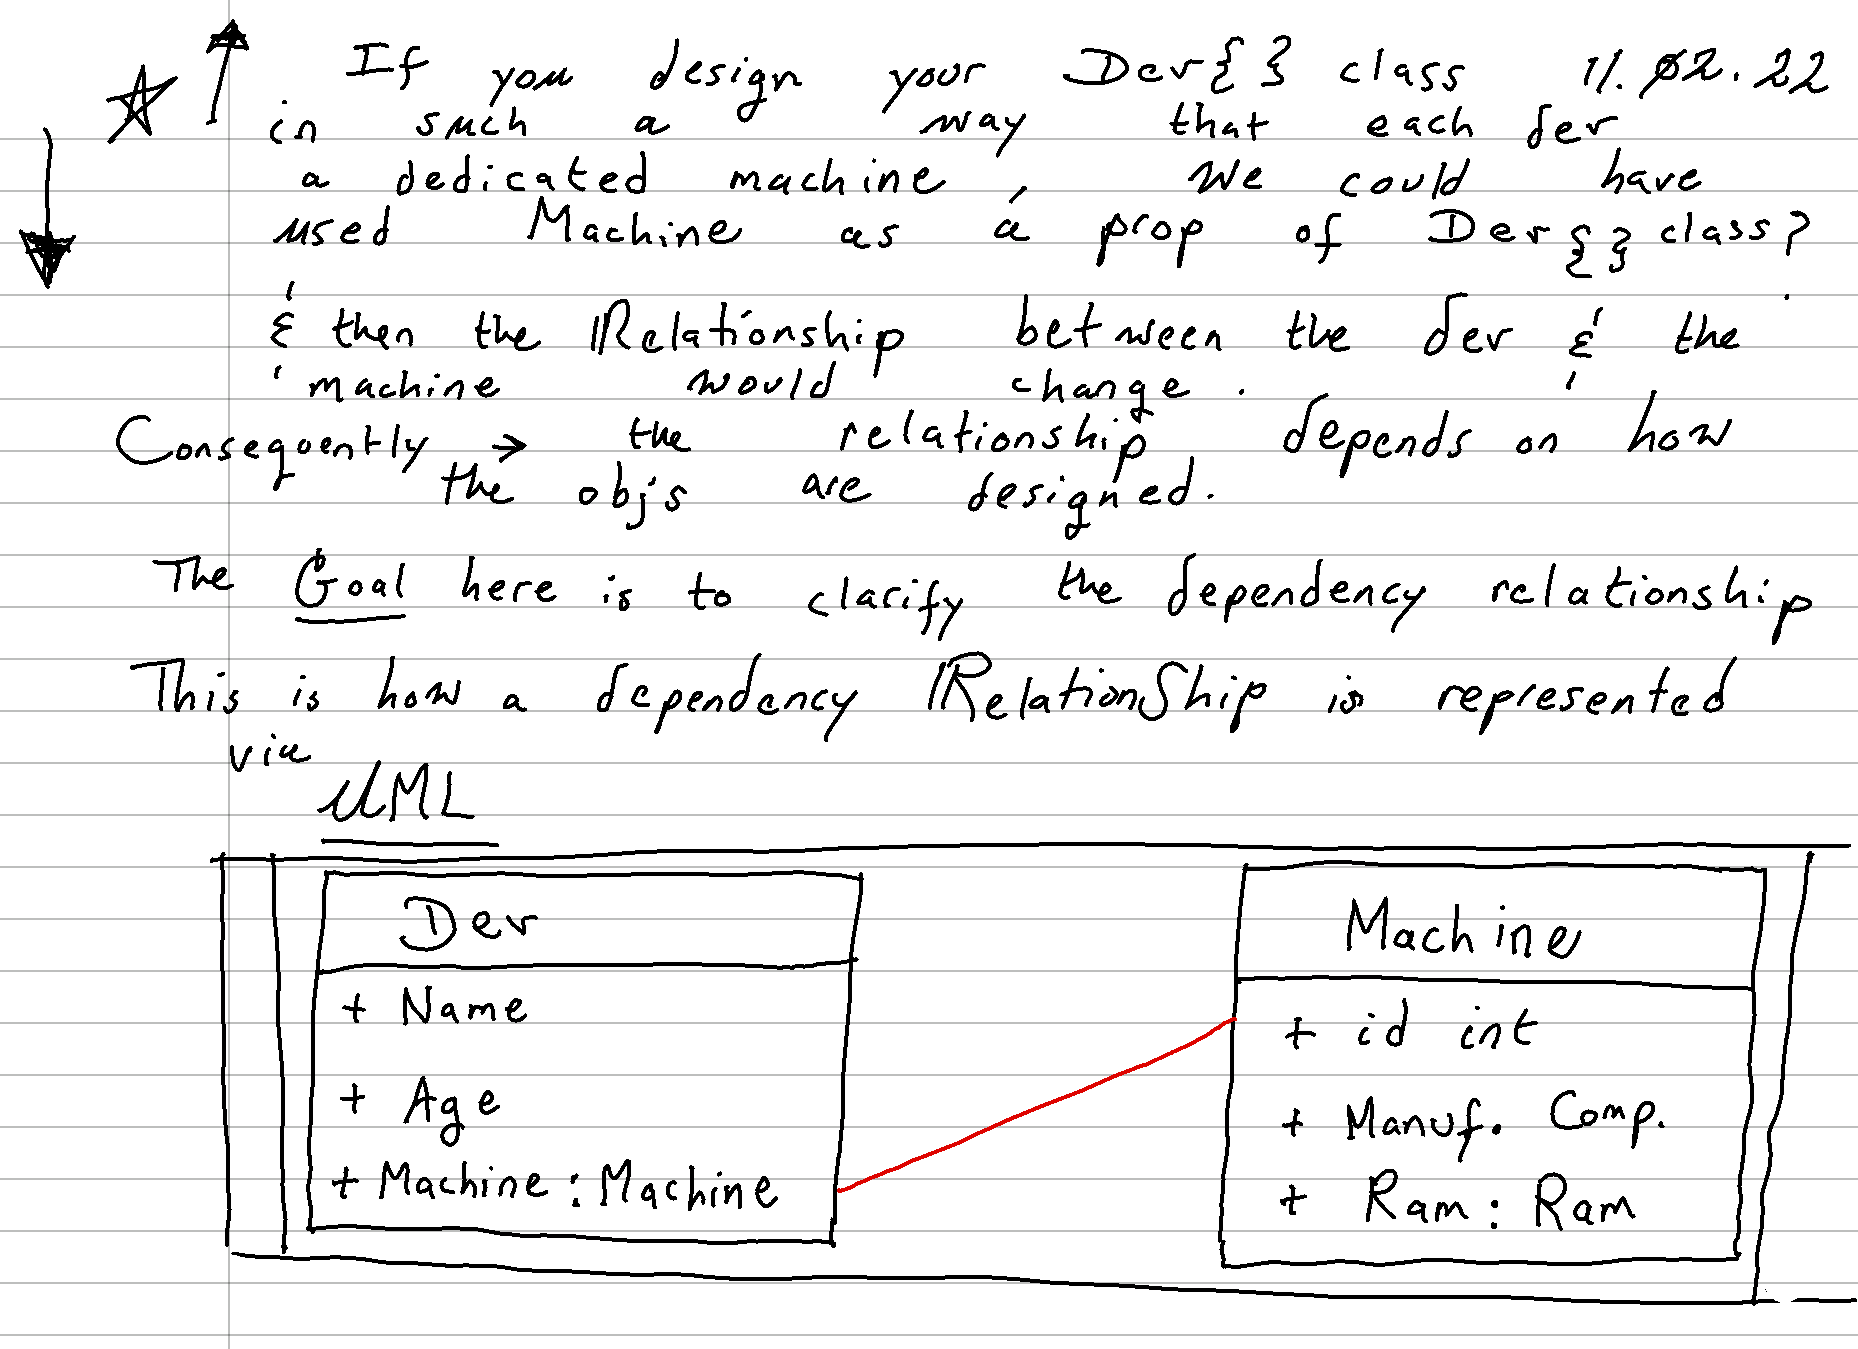 If you design your Dev{ } class 11.02.22
in such a way that each dev
a dedicated machine, We could have
used Machine as a prop of Dev{ } class?
& then the Relationship between the dev & the
machine would change.
Consequently → the relationship depends on how
the obj's are designed.
The Goal here is to clarify the dependency relationship
This is how a dependency RelationShip is represented
via
UML
Dev
+ Name
+ Age
+ Machine : Machine
Machine
+ id int
+ Manuf. Comp.
+ Ram : Ram